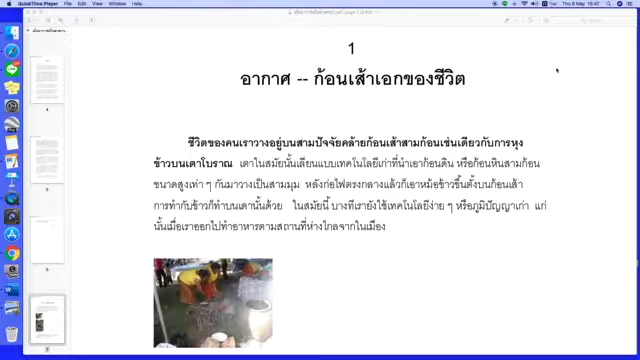 QuickTime Player File Edit View Window Help
Thu 9 May 15:47
1
อากาศ -- ก้อนเส้าเอกของชีวิต
ชีวิตของคนเราวางอยู่บนสามปัจจัยคล้ายก้อนเส้าสามก้อนเช่นเดียวกับการหุง
ข้าวบนเตาโบราณ เตาในสมัยนั้นเลียนแบบเทคโนโลยีเก่าที่นำเอาก้อนดิน หรือก้อนหินสามก้อน
ขนาดสูงเท่า ๆ กันมาวางเป็นสามมุม หลังก่อไฟตรงกลางแล้วก็เอาหม้อข้าวขึ้นตั้งบนก้อนเส้า
การทำกับข้าวก็ทำบนเตานั้นด้วย ในสมัยนี้ บางทีเรายังใช้เทคโนโลยีง่าย ๆ หรือภูมิปัญญาเก่า แก่
นั้นเมื่อเราออกไปทำอาหารตามสถานที่ห่างไกลจากในเมือง